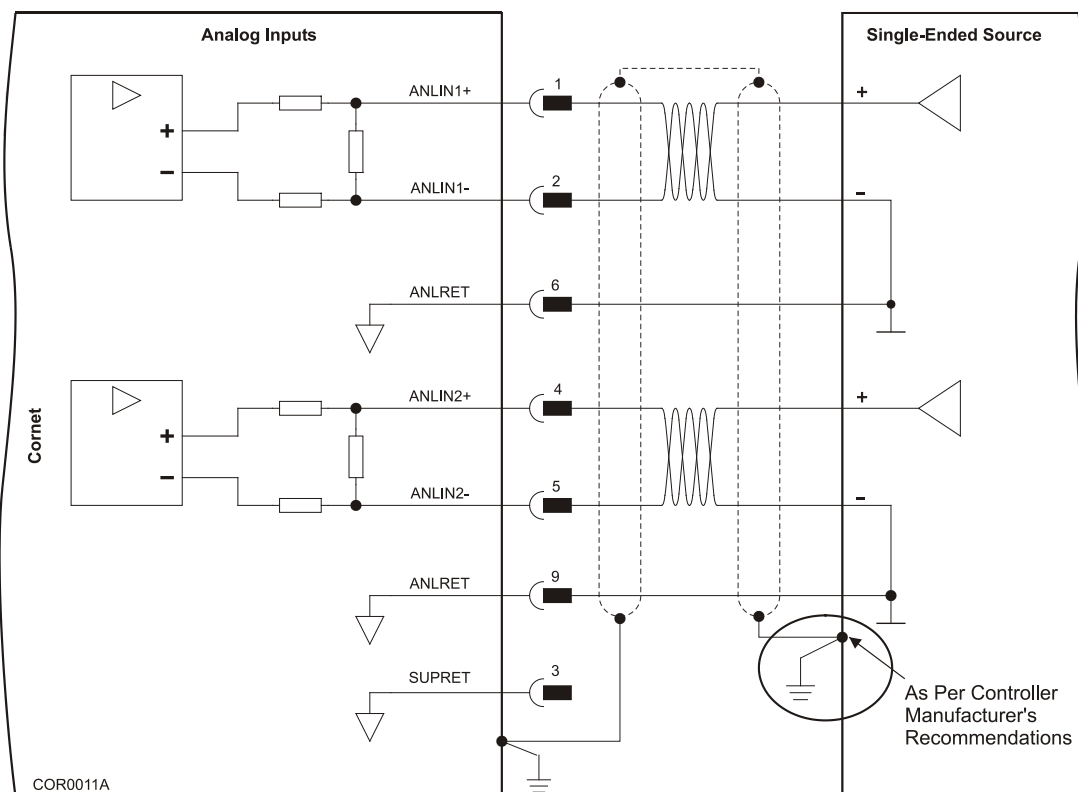 Analog Inputs
Single-Ended Source
ANLIN1+
1
+
+
-
ANLIN1-
2
-
ANLRET
6
ANLIN2+
4
+
+
-
ANLIN2-
5
-
ANLRET
9
SUPRET
3
Cornet
As Per Controller
Manufacturer's
Recommendations
COR0011A